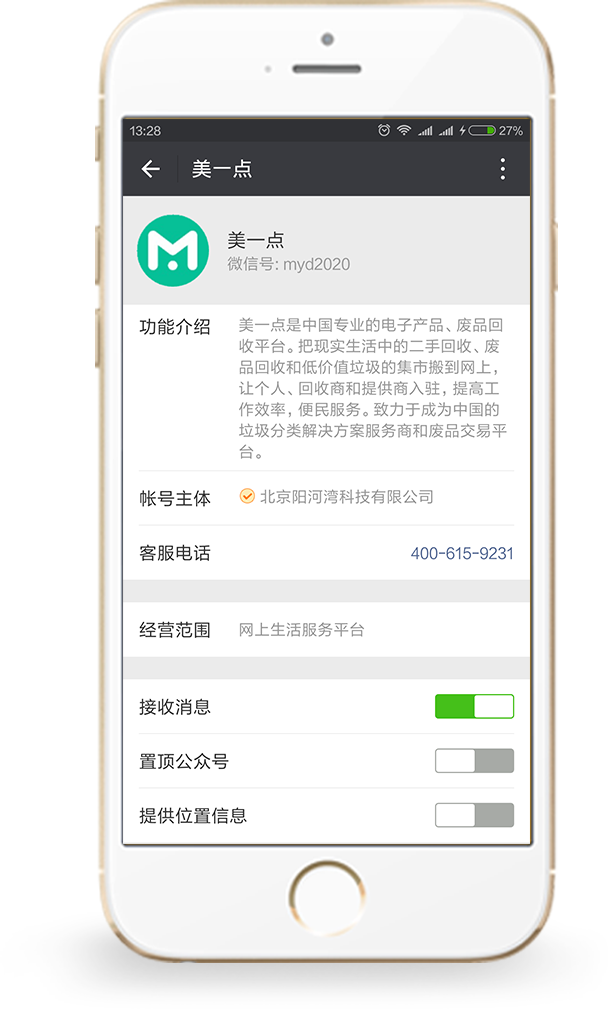 13:28
27%
美一点
美一点
微信号: myd2020
功能介绍
美一点是中国专业的电子产品、废品回
收平台。把现实生活中的二手回收、废
品回收和低价值垃圾的集市搬到网上，
让个人、回收商和提供商入驻，提高工
作效率，便民服务。致力于成为中国的
垃圾分类解决方案服务商和废品交易平
台。
帐号主体
北京阳河湾科技有限公司
客服电话
400-615-9231
经营范围
网上生活服务平台
接收消息
置顶公众号
提供位置信息